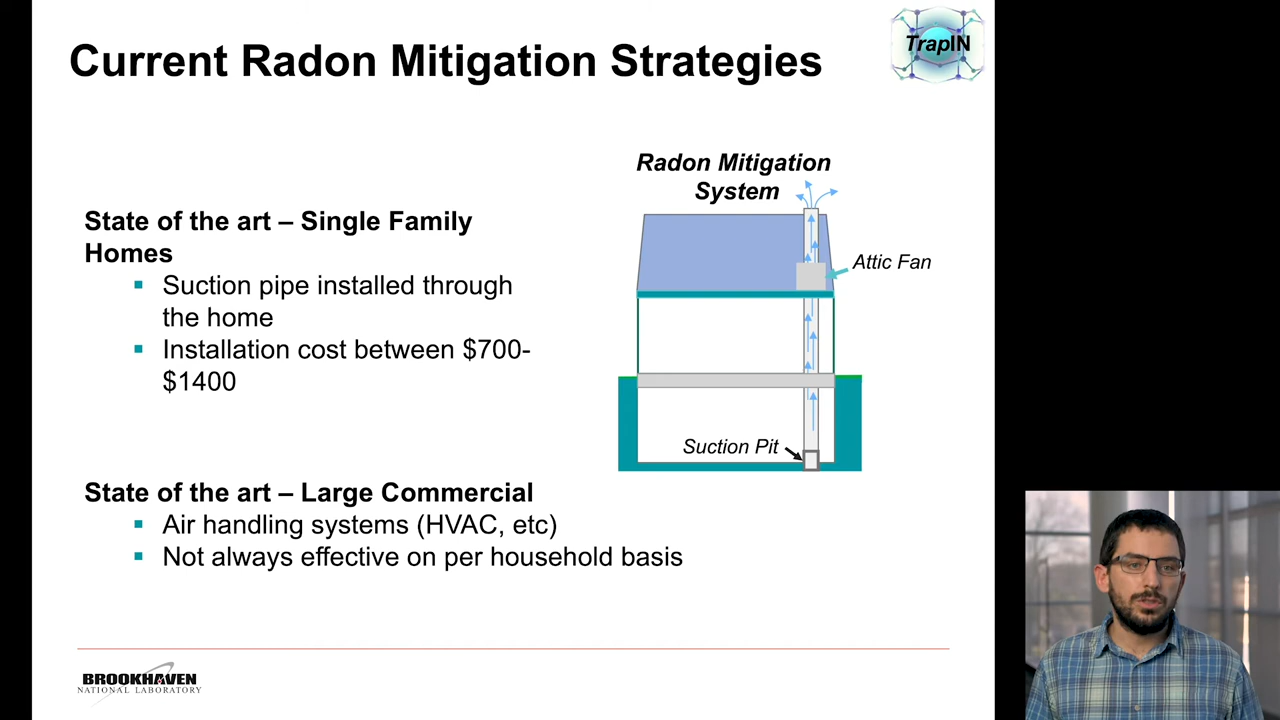 Current Radon Mitigation Strategies
TrapIN
State of the art – Single Family
Homes
▪ Suction pipe installed through
the home
▪ Installation cost between $700-
$1400
Radon Mitigation
System
Attic Fan
Suction Pit
State of the art – Large Commercial
▪ Air handling systems (HVAC, etc)
▪ Not always effective on per household basis
BROOKHAVEN
NATIONAL LABORATORY